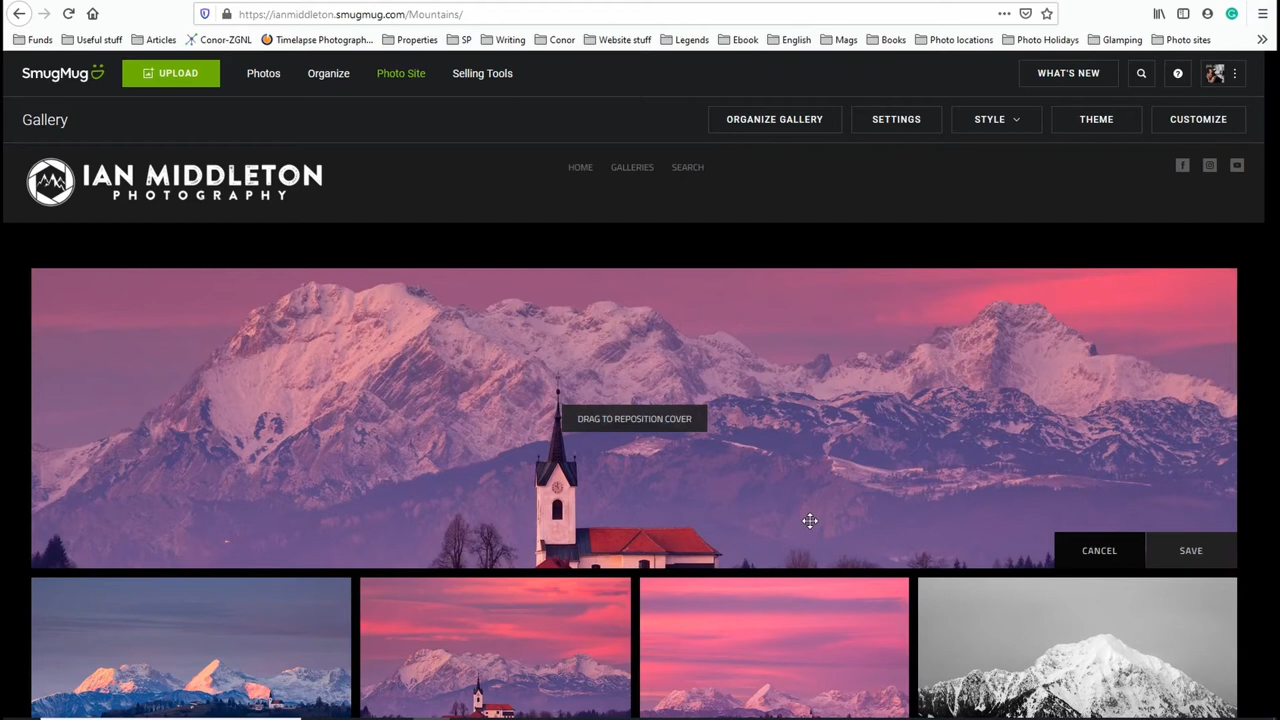 https://ianmiddleton.smugmug.com/Mountains/
Funds Useful stuff Articles Conor-ZGNL Timelapse Photograph... Properties SP Writing Conor Website stuff Legends Ebook English Mags Books Photo locations Photo Holidays Glamping Photo sites
SmugMug UPLOAD Photos Organize Photo Site Selling Tools WHAT'S NEW
Gallery ORGANIZE GALLERY SETTINGS STYLE THEME CUSTOMIZE
IAN MIDDLETON
PHOTOGRAPHY
HOME GALLERIES SEARCH
DRAG TO REPOSITION COVER
CANCEL SAVE